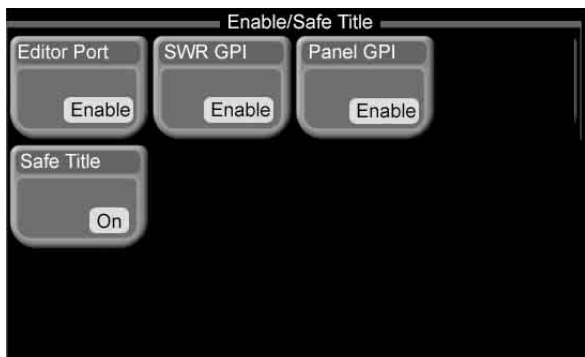 Enable/Safe Title
Editor Port
SWR GPI
Panel GPI
Enable
Enable
Enable
Safe Title
On